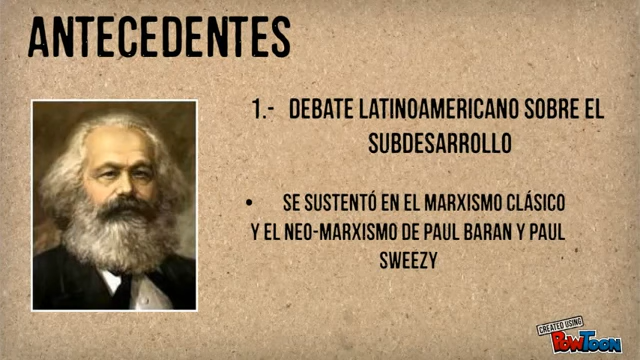 ANTECEDENTES
1.- DEBATE LATINOAMERICANO SOBRE EL
SUBDESARROLLO
• SE SUSTENTÓ EN EL MARXISMO CLÁSICO
Y EL NEO-MARXISMO DE PAUL BARAN Y PAUL
SWEEZY
CREATED USING
POWTOON